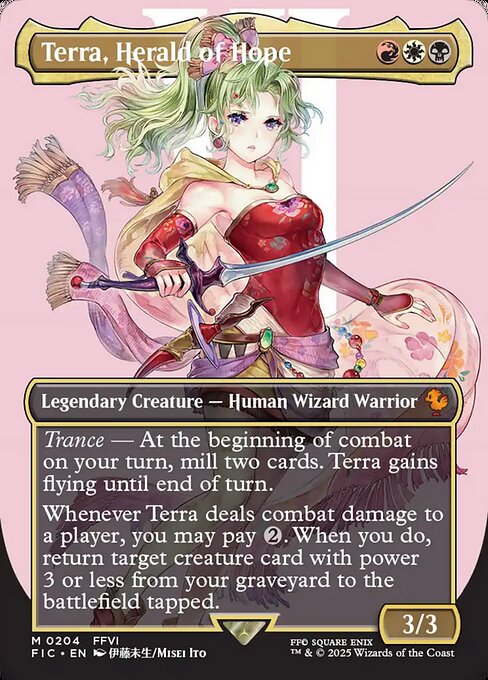 Terra, Herald of Hope
Legendary Creature — Human Wizard Warrior
Trance — At the beginning of combat
on your turn, mill two cards. Terra gains
flying until end of turn.
Whenever Terra deals combat damage to
a player, you may pay 2. When you do,
return target creature card with power
3 or less from your graveyard to the
battlefield tapped.
3/3
M 0204 FFVI
FIC • EN 伊藤未生/Misei Ito
FF© SQUARE ENIX
™ & © 2025 Wizards of the Coast